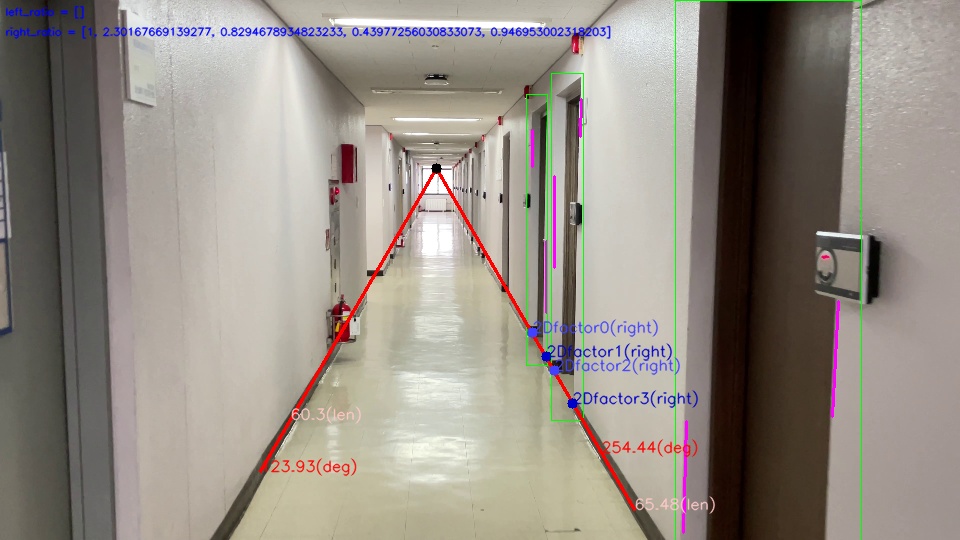 left_ratio = []
right_ratio = [1, 2.30167669139277, 0.8294678934823233, 0.43977256030833073, 0.946953002318203]
2Dfactor0(right)
2Dfactor1(right)
2Dfactor2(right)
2Dfactor3(right)
60.3(len)
254.44(deg)
23.93(deg)
65.48(len)